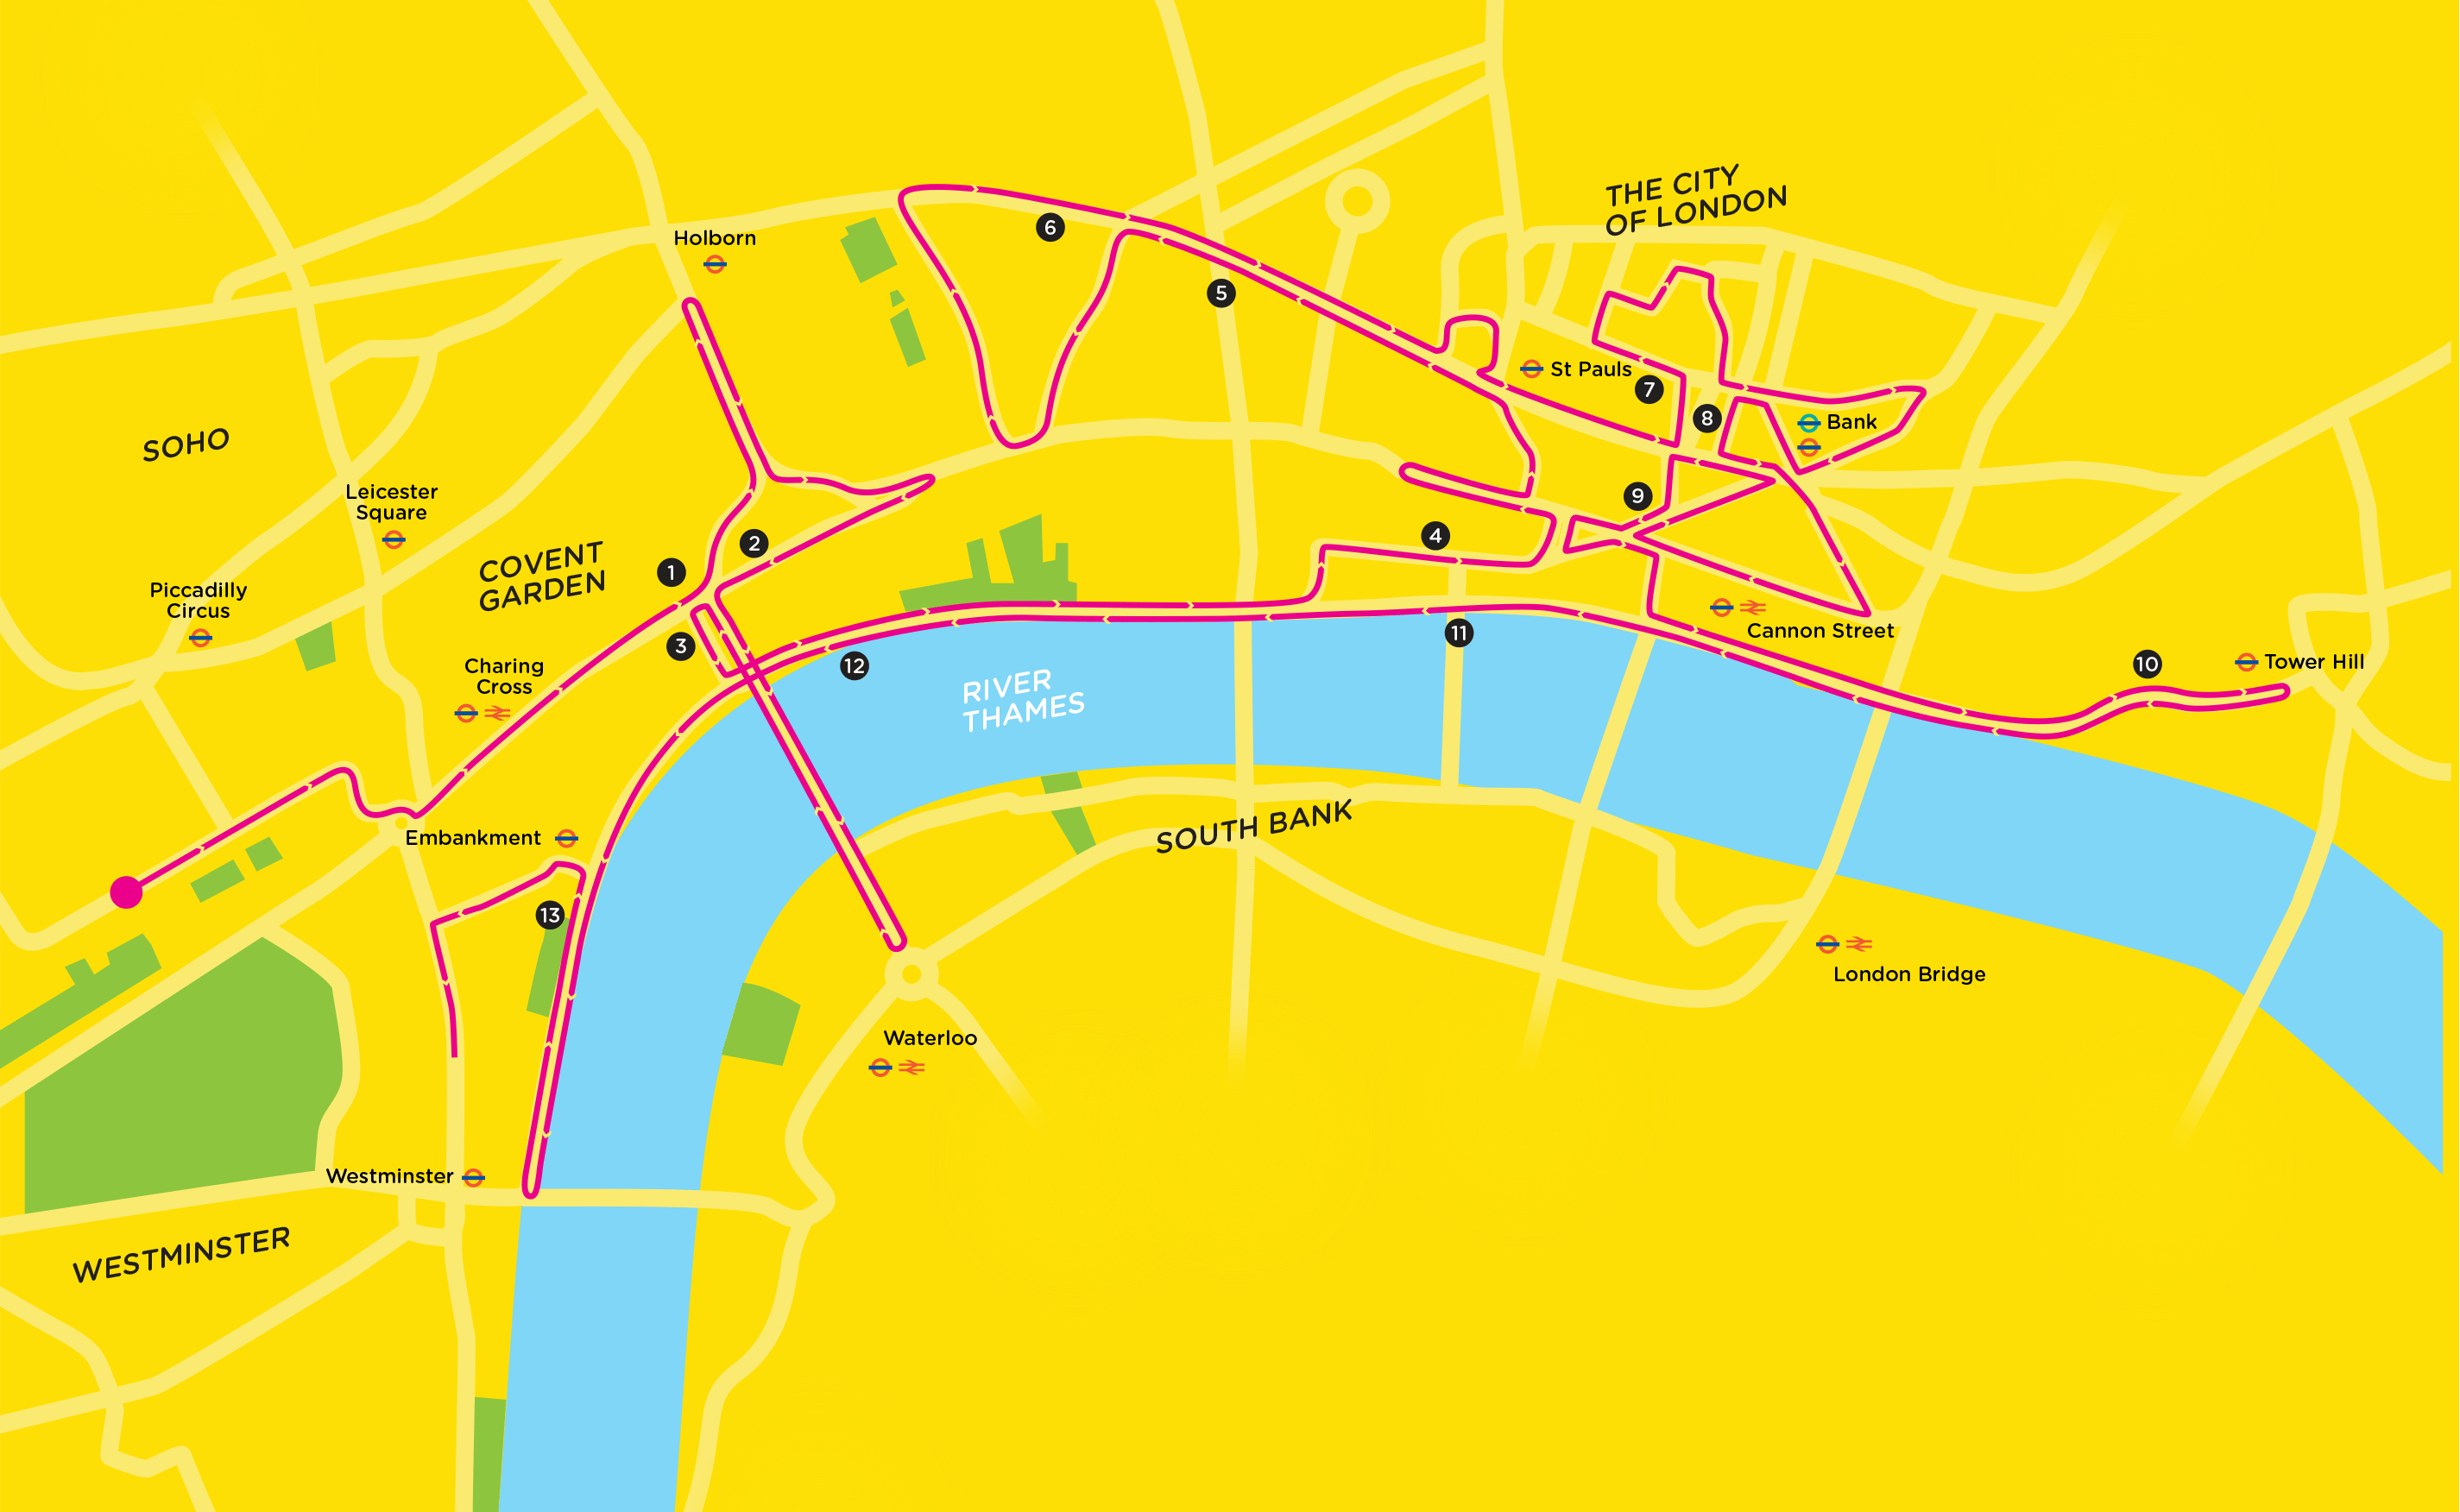 THE CITY
OF LONDON
6
Holborn
5
St Pauls
7
8
Bank
SOHO
Leicester
Square
9
COVENT
GARDEN
2
4
1
Piccadilly
Circus
Cannon Street
3
11
12
10
Tower Hill
Charing
Cross
RIVER
THAMES
Embankment
SOUTH BANK
13
London Bridge
Waterloo
Westminster
WESTMINSTER